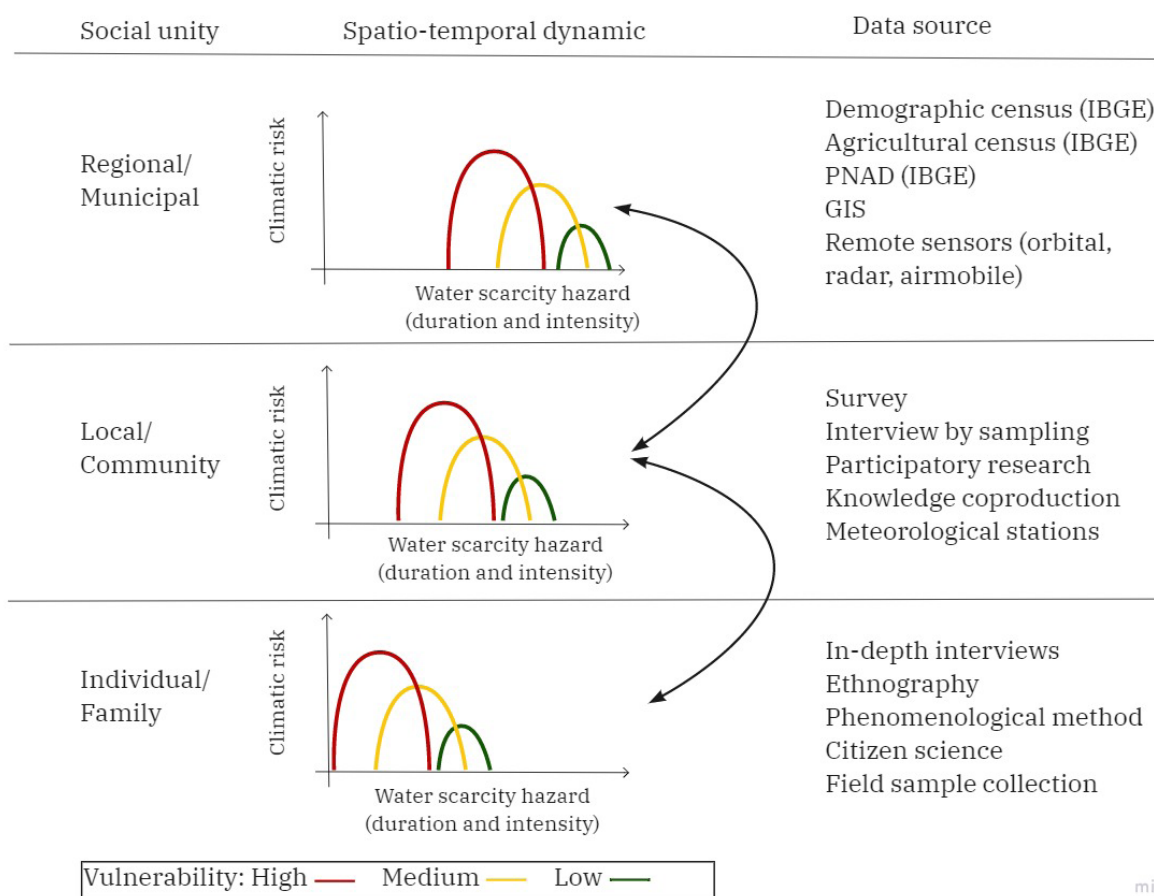 Social unity
Spatio-temporal dynamic
Data source
Regional/
Municipal
Climatic risk
Water scarcity hazard
(duration and intensity)
Demographic census (IBGE)
Agricultural census (IBGE)
PNAD (IBGE)
GIS
Remote sensors (orbital,
radar, airmobile)
Local/
Community
Climatic risk
Water scarcity hazard
(duration and intensity)
Survey
Interview by sampling
Participatory research
Knowledge coproduction
Meteorological stations
Individual/
Family
Climatic risk
Water scarcity hazard
(duration and intensity)
In-depth interviews
Ethnography
Phenomenological method
Citizen science
Field sample collection
Vulnerability: High Medium Low